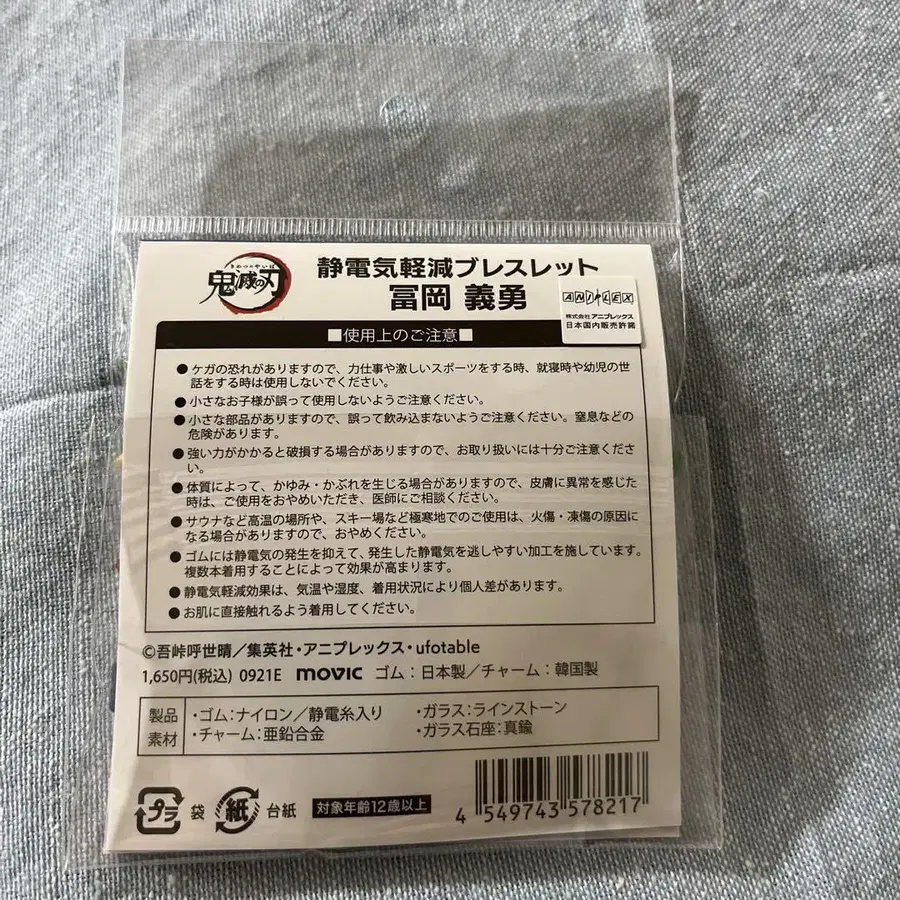 きめつのやいば
鬼滅の刃
静電気軽減ブレスレット
冨岡 義勇
ANIPLEX
株式会社 アニプレックス
日本国内販売許諾
■使用上のご注意■
●ケガの恐れがありますので、力仕事や激しいスポーツをする時、就寝時や幼児の世
話をする時は使用しないでください。
●小さなお子様が誤って使用しないようご注意ください。
●小さな部品がありますので、誤って飲み込まないようご注意ください。窒息などの
危険があります。
●強い力がかかると破損する場合がありますので、お取り扱いには十分ご注意くださ
い。
●体質によって、かゆみ・かぶれを生じる場合がありますので、皮膚に異常を感じた
時は、ご使用をおやめいただき、医師にご相談ください。
●サウナなど高温の場所や、スキー場など極寒地でのご使用は、火傷・凍傷の原因に
なる場合がありますので、おやめください。
●ゴムには静電気の発生を抑えて、発生した静電気を逃しやすい加工を施しています。
複数本着用することによって効果が高まります。
●静電気軽減効果は、気温や湿度、着用状況により個人差があります。
●お肌に直接触れるよう着用してください。
©吾峠呼世晴／集英社・アニプレックス・ufotable
1,650円(税込) 0921E movic ゴム：日本製／チャーム：韓国製
製品
素材
・ゴム：ナイロン／静電糸入り ・ガラス：ラインストーン
・チャーム：亜鉛合金 ・ガラス石座：真鍮
プラ 袋 紙 台紙 対象年齢12歳以上
4 549743 578217